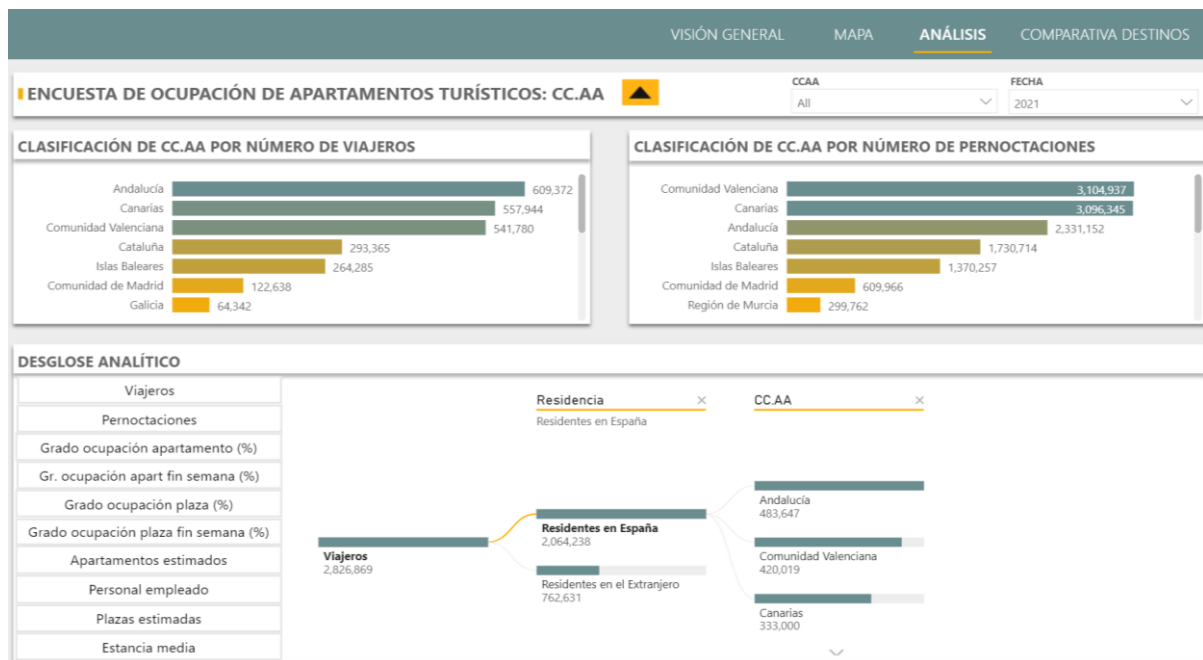 VISIÓN GENERAL MAPA ANÁLISIS COMPARATIVA DESTINOS
ENCUESTA DE OCUPACIÓN DE APARTAMENTOS TURÍSTICOS: CC.AA
CCAA
All
FECHA
2021
CLASIFICACIÓN DE CC.AA POR NÚMERO DE VIAJEROS
Andalucía 609,372
Canarias 557,944
Comunidad Valenciana 541,780
Cataluña 293,365
Islas Baleares 264,285
Comunidad de Madrid 122,638
Galicia 64,342
CLASIFICACIÓN DE CC.AA POR NÚMERO DE PERNOCTACIONES
Comunidad Valenciana 3,104,937
Canarias 3,096,345
Andalucía 2,331,152
Cataluña 1,730,714
Islas Baleares 1,370,257
Comunidad de Madrid 609,966
Región de Murcia 299,762
DESGLOSE ANALÍTICO
Viajeros
Pernoctaciones
Grado ocupación apartamento (%)
Gr. ocupación apart fin semana (%)
Grado ocupación plaza (%)
Grado ocupación plaza fin semana (%)
Apartamentos estimados
Personal empleado
Plazas estimadas
Estancia media
Viajeros
2,826,869
Residencia
Residentes en España
Residentes en España
2,064,238
Residentes en el Extranjero
762,631
CC.AA
Andalucía
483,647
Comunidad Valenciana
420,019
Canarias
333,000